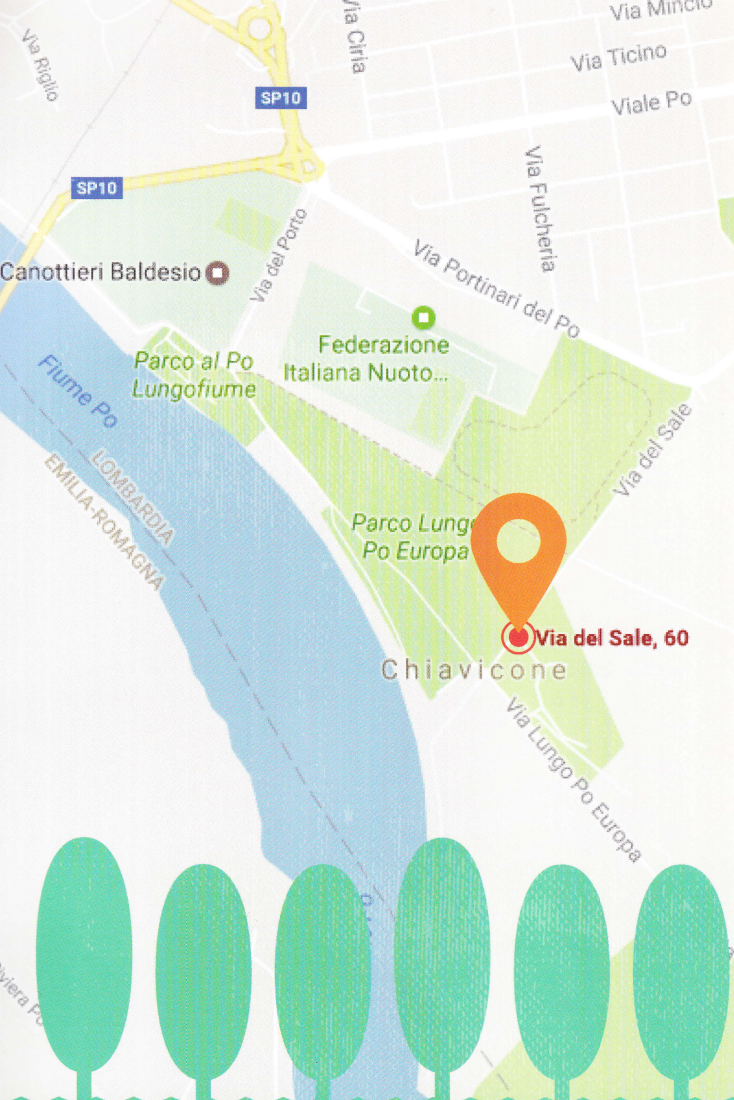 Via Mincio
Via Riglio
Via Ciria
Via Ticino
SP10
Viale Po
Via Fulcheria
SP10
Via del Porto
Via Portinari del Po
Canottieri Baldesio
Federazione
Italiana Nuoto...
Parco al Po
Lungofiume
Fiume Po
Via del Sale
LOMBARDIA
EMILIA-ROMAGNA
Parco Lungo
Po Europa
Via del Sale, 60
Chiavicone
Via Lungo Po Europa